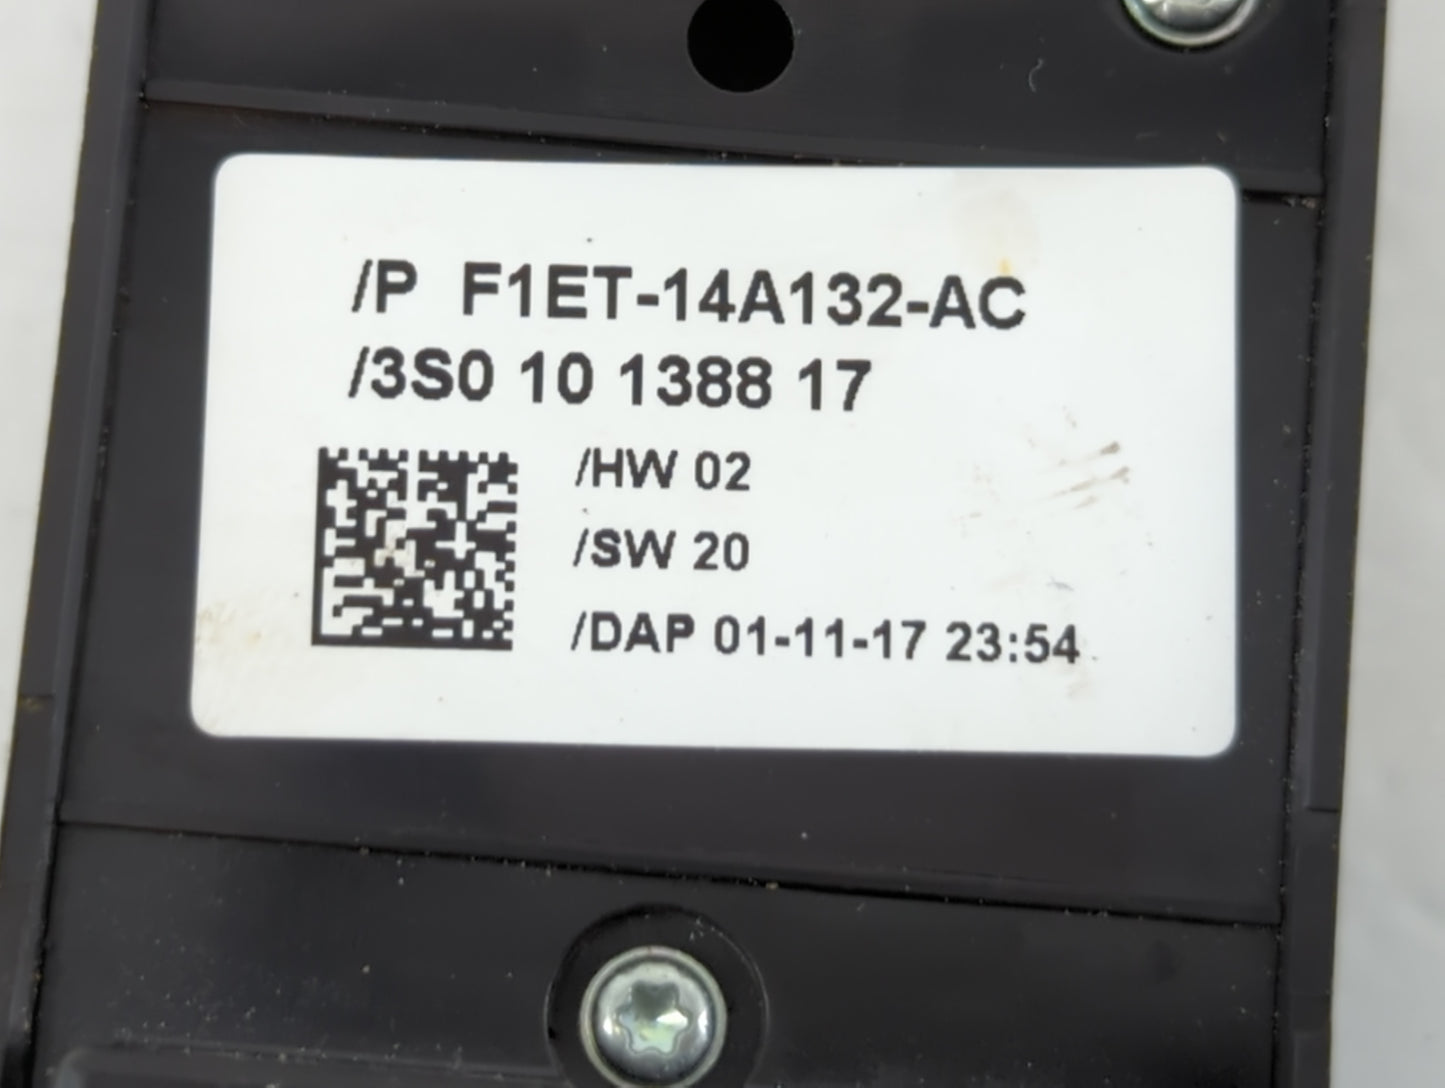 /P F1ET-14A132-AC
/3S0 10 1388 17
/HW 02
/SW 20
/DAP 01-11-17 23:54